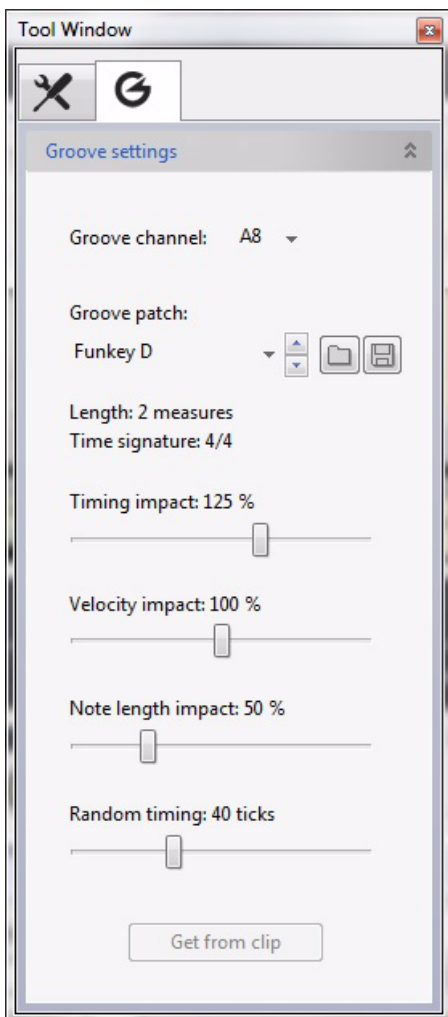 Tool Window
Groove settings
Groove channel: A8
Groove patch:
Funkey D
Length: 2 measures
Time signature: 4/4
Timing impact: 125 %
Velocity impact: 100 %
Note length impact: 50 %
Random timing: 40 ticks
Get from clip